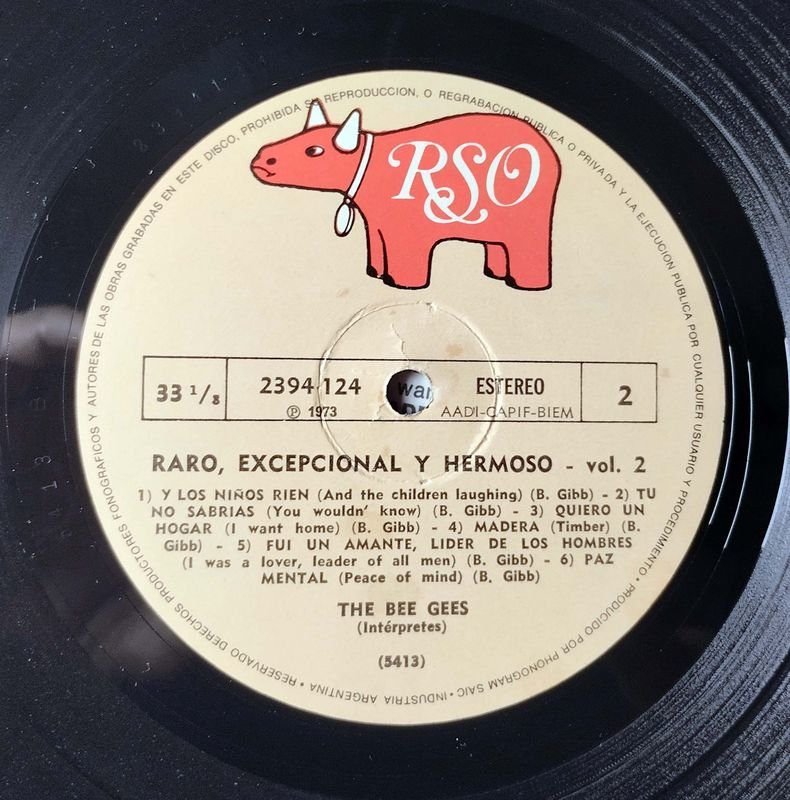 RESERVADO DERECHOS PRODUCTORES FONOGRAFICOS Y AUTORES DE LAS OBRAS GRABADAS EN ESTE DISCO, PROHIBIDA SU REPRODUCCION, O REGRABACION PUBLICA O PRIVADA Y LA EJECUCION PUBLICA POR CUALQUIER USUARIO Y PROCEDIMIENTO • PRODUCIDO POR PHONOGRAM SAIC • INDUSTRIA ARGENTINA •
RSO
33 1/8
2394 124
℗ 1973
war
ESTEREO
AADI-CAPIF-BIEM
2
RARO, EXCEPCIONAL Y HERMOSO - vol. 2
1) Y LOS NIÑOS RIEN (And the children laughing) (B. Gibb) - 2) TU
NO SABRIAS (You wouldn' know) (B. Gibb) - 3) QUIERO UN
HOGAR (I want home) (B. Gibb) - 4) MADERA (Timber) (B.
Gibb) - 5) FUI UN AMANTE, LIDER DE LOS HOMBRES
(I was a lover, leader of all men) (B. Gibb) - 6) PAZ
MENTAL (Peace of mind) (B. Gibb)
THE BEE GEES
(Intérpretes)
(5413)